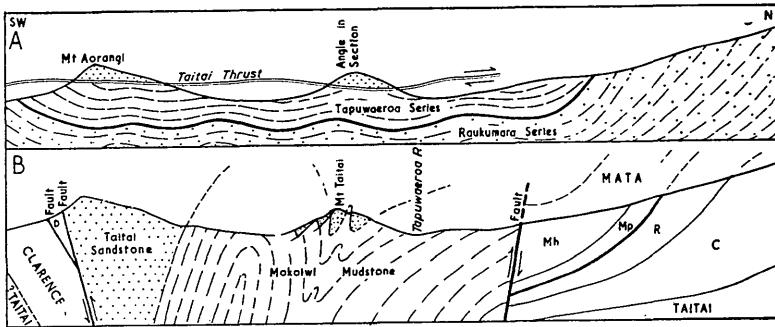 SW
N
A
Mt Aorangi
Taitai Thrust
Angle in
Section
Tapuwaeroa Series
Raukumara Series
B
Fault
Fault
D
CLARENCE
?TAITAI
Taitai
Sandstone
Mokoiwi Mudstone
Mt Taitai
?
?
Tapuwaeroa R.
Fault
MATA
Mh
Mp
R
C
TAITAI